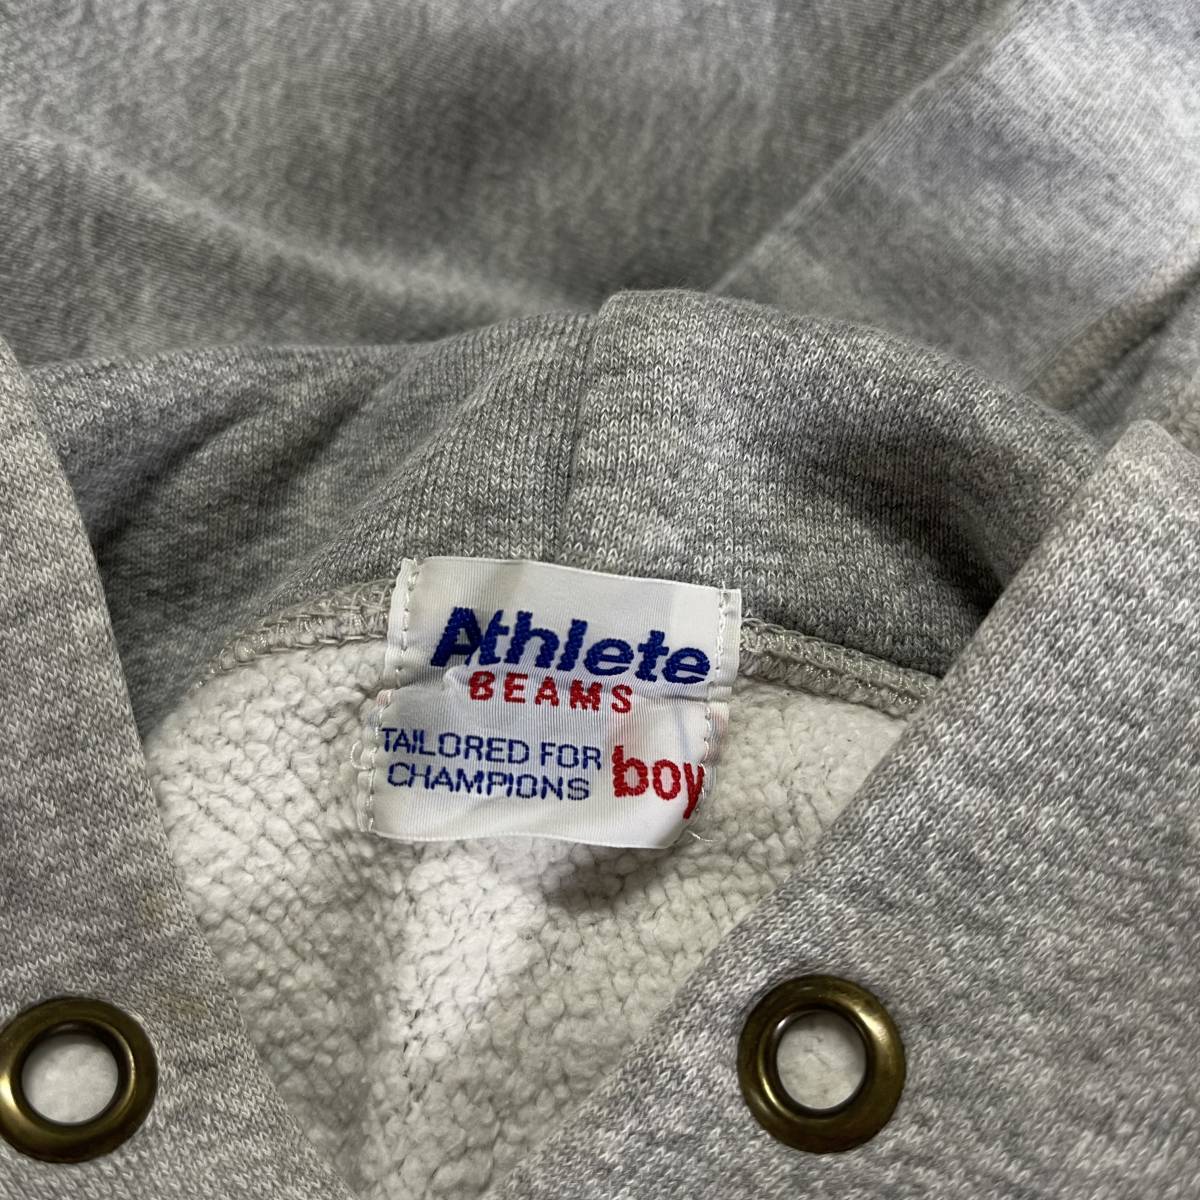 Athlete
BEAMS
TAILORED FOR
CHAMPIONS
boy